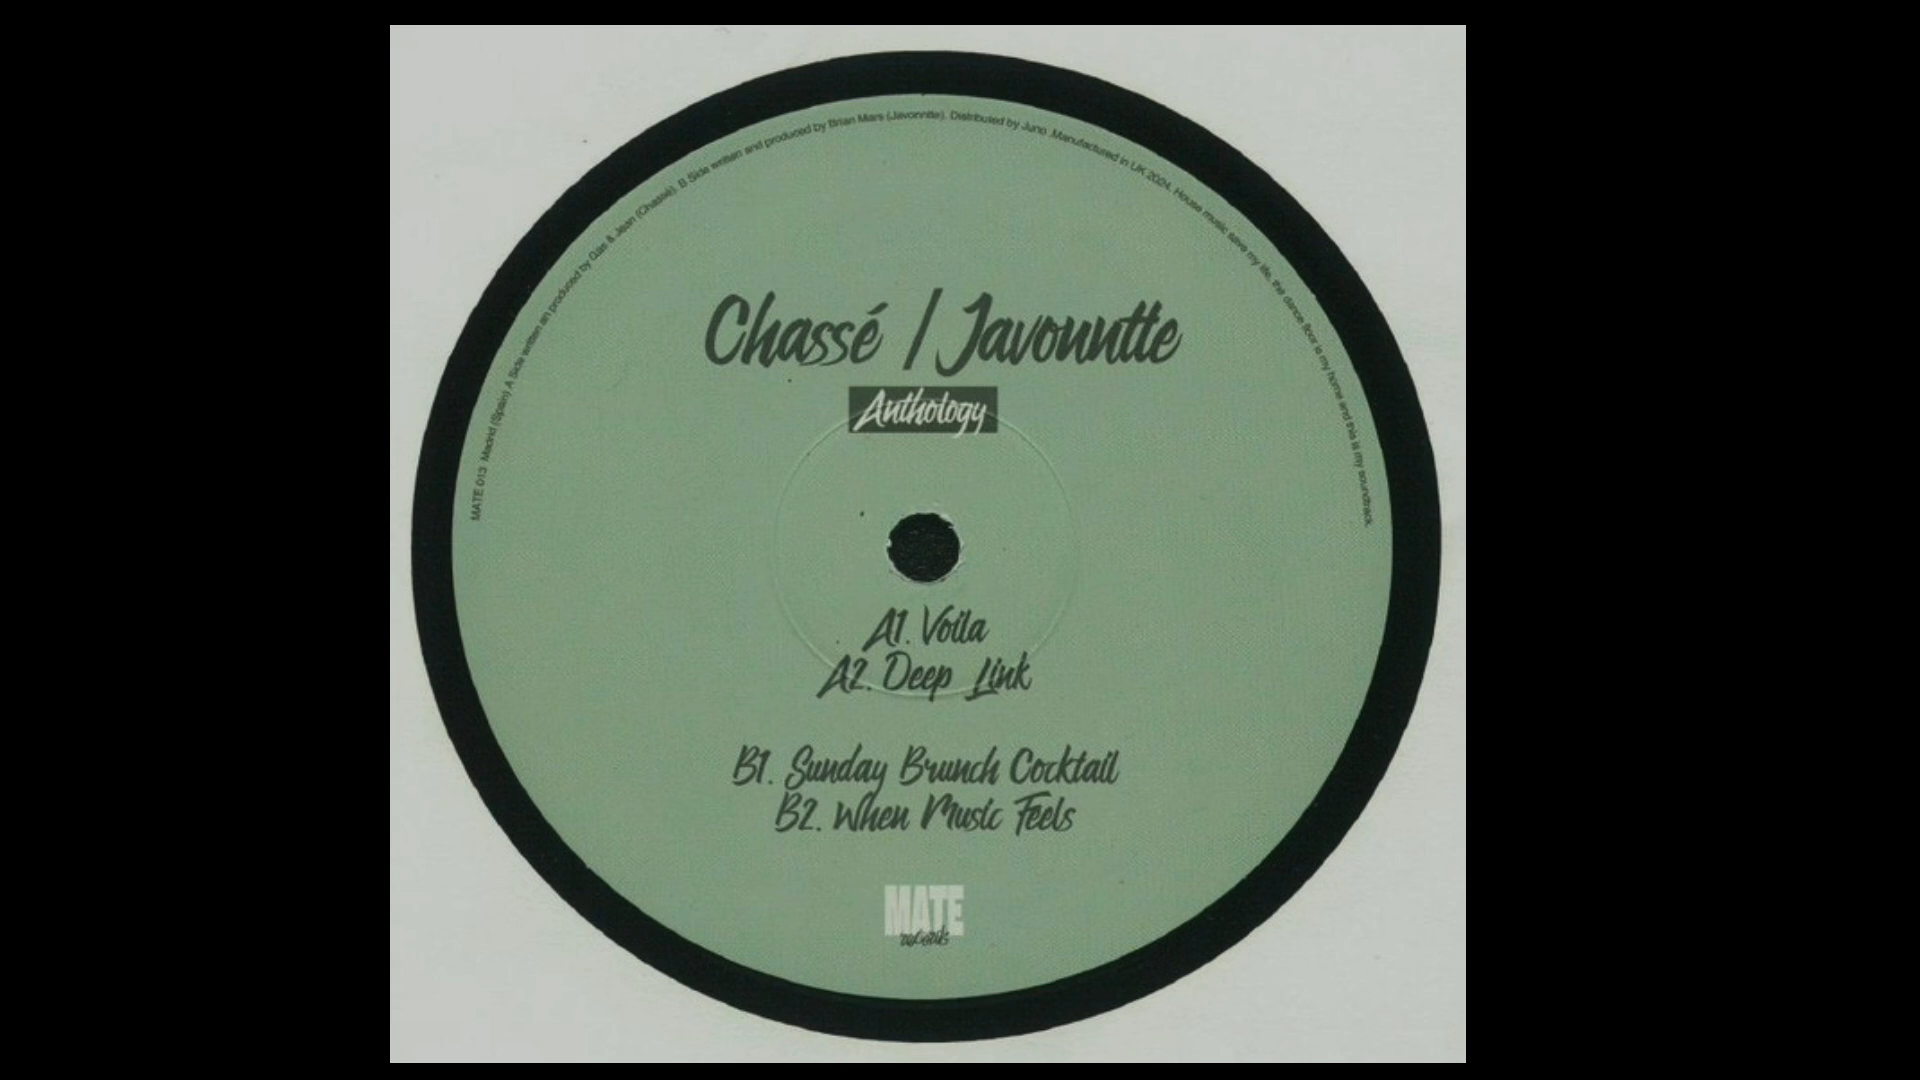 MATE 013 Madrid (Spain) A Side written an produced by Dale & Jean (Chassé). B Side written and produced by Brian Mars (Javonntte). Distributed by Juno .Manufactured in UK 2024. House music save my life, the dance floor is my home and this is my soundtrack.
Chassé / Javonntte
Anthology
A1. Voila
A2. Deep Link
B1. Sunday Brunch Cocktail
B2. When Music Feels
MATE
records